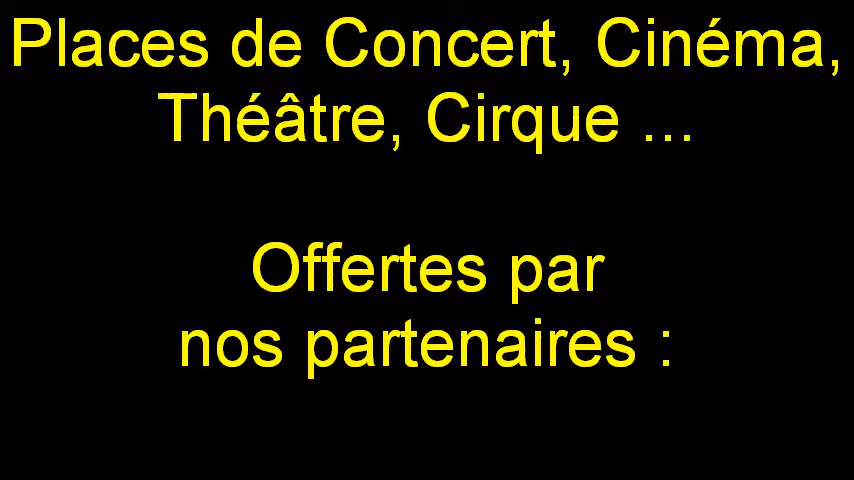 Places de Concert, Cinéma,
Théâtre, Cirque ...
Offertes par
nos partenaires :